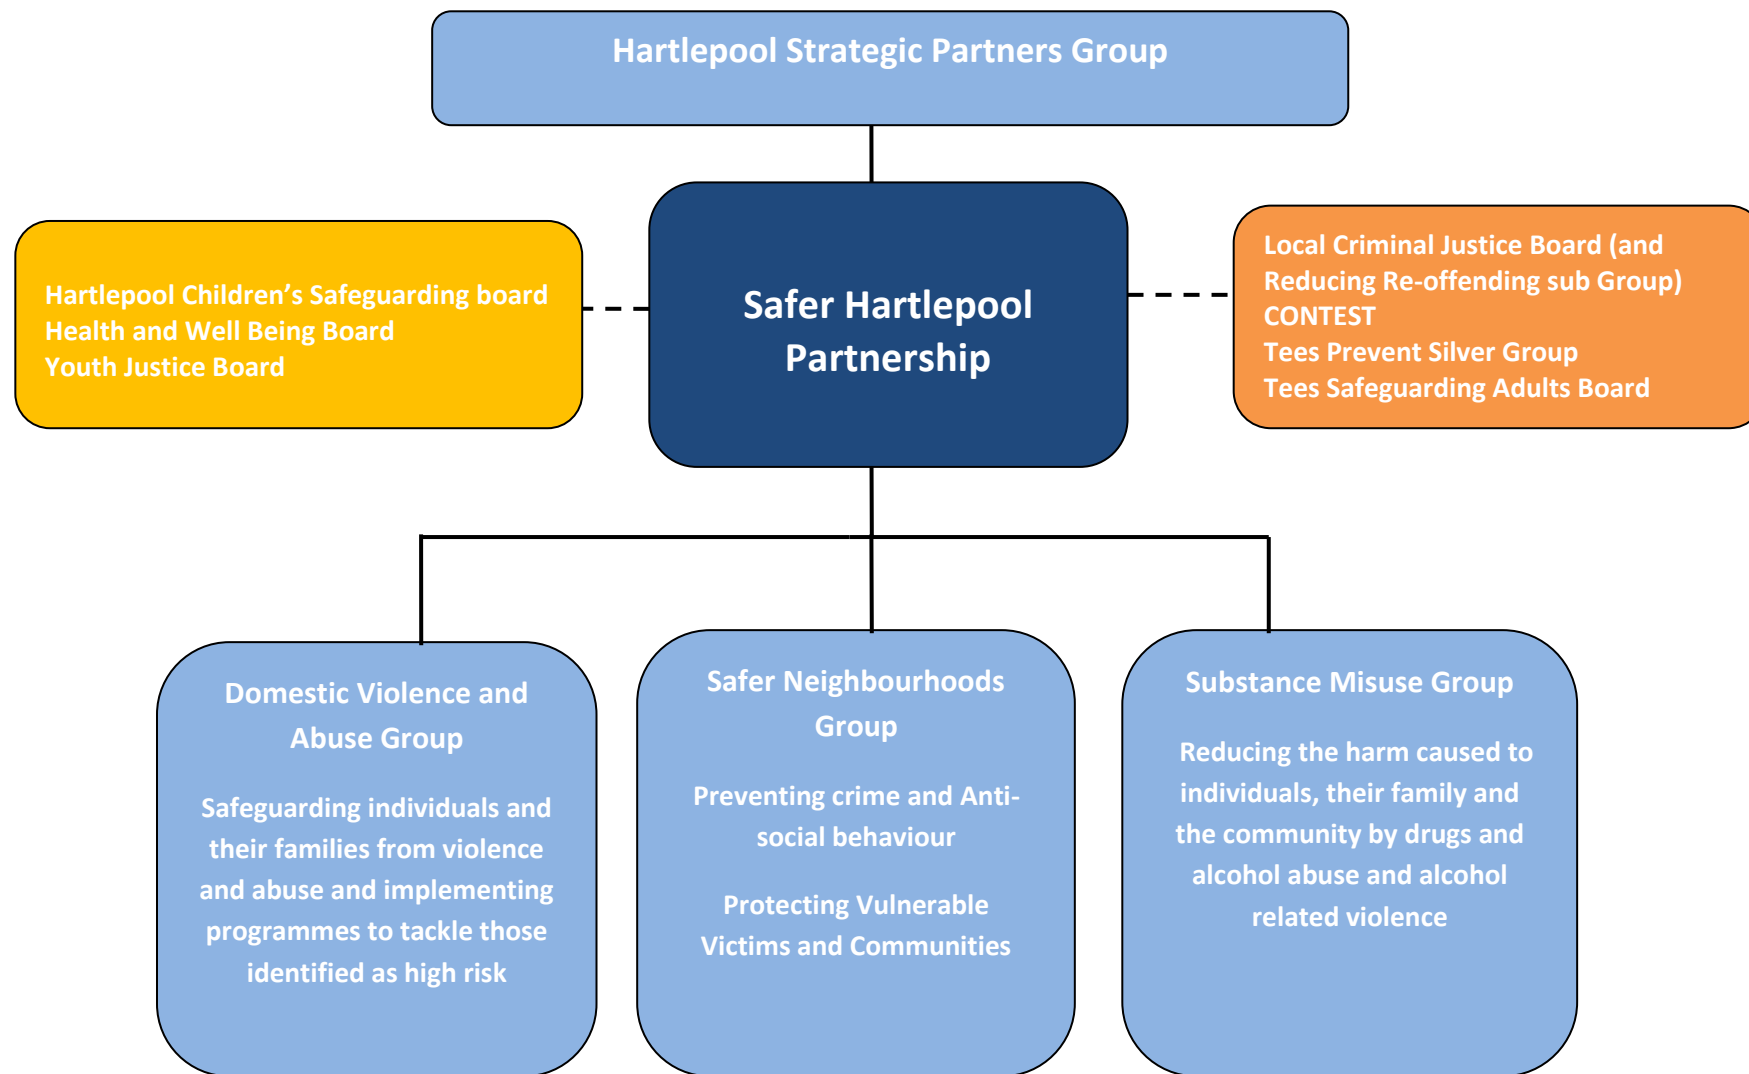 Hartlepool Strategic Partners Group
Safer Hartlepool
Partnership
Hartlepool Children’s Safeguarding board
Health and Well Being Board
Youth Justice Board
Local Criminal Justice Board (and
Reducing Re-offending sub Group)
CONTEST
Tees Prevent Silver Group
Tees Safeguarding Adults Board
Domestic Violence and
Abuse Group
Safeguarding individuals and
their families from violence
and abuse and implementing
programmes to tackle those
identified as high risk
Safer Neighbourhoods
Group
Preventing crime and Anti-
social behaviour
Protecting Vulnerable
Victims and Communities
Substance Misuse Group
Reducing the harm caused to
individuals, their family and
the community by drugs and
alcohol abuse and alcohol
related violence